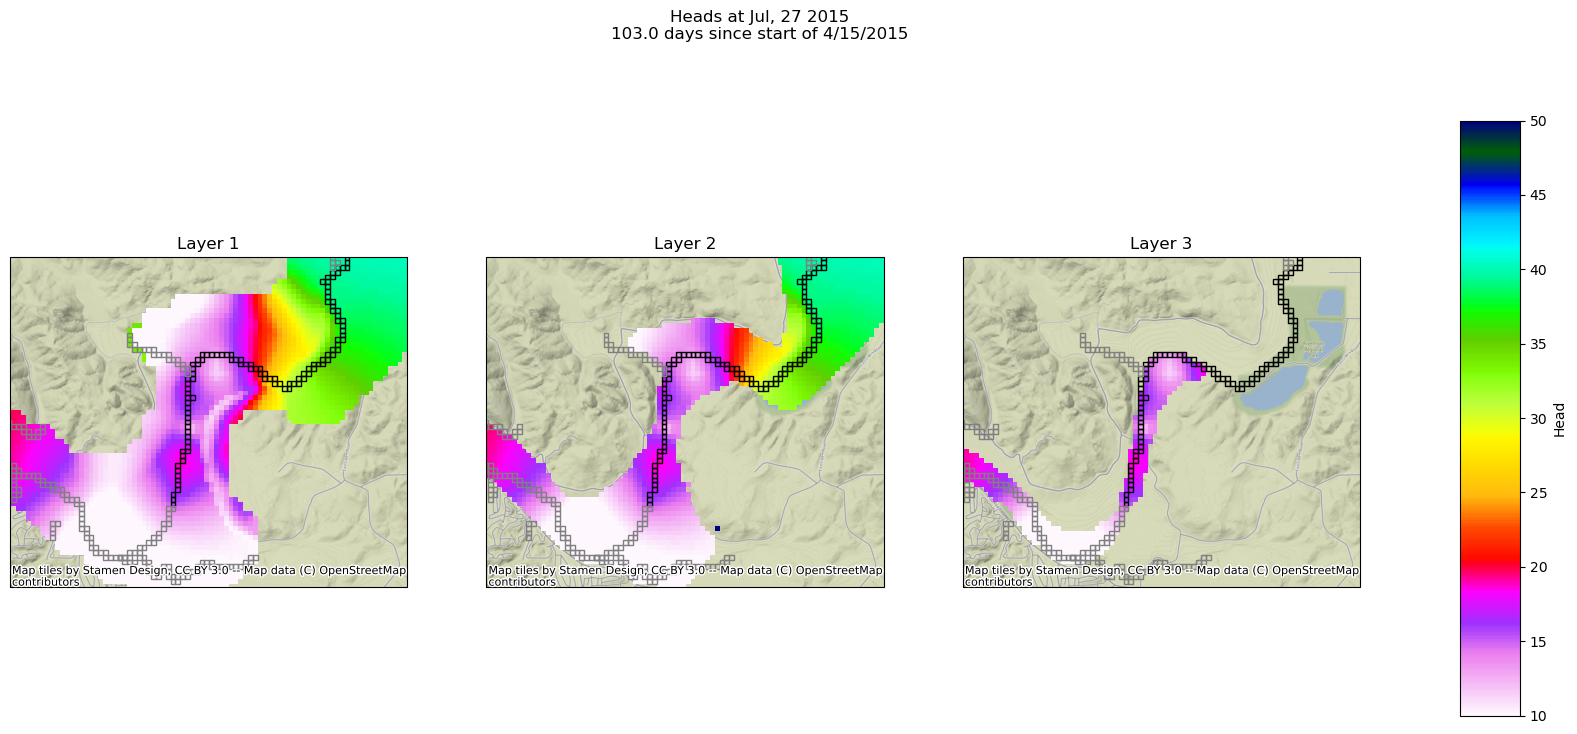 Heads at Jul, 27 2015
103.0 days since start of 4/15/2015
Layer 1
Layer 2
Layer 3
Map tiles by Stamen Design, CC BY 3.0 -- Map data (C) OpenStreetMap
contributors
Map tiles by Stamen Design, CC BY 3.0 -- Map data (C) OpenStreetMap
contributors
Map tiles by Stamen Design, CC BY 3.0 -- Map data (C) OpenStreetMap
contributors
50
45
40
35
30
25
20
15
10
Head